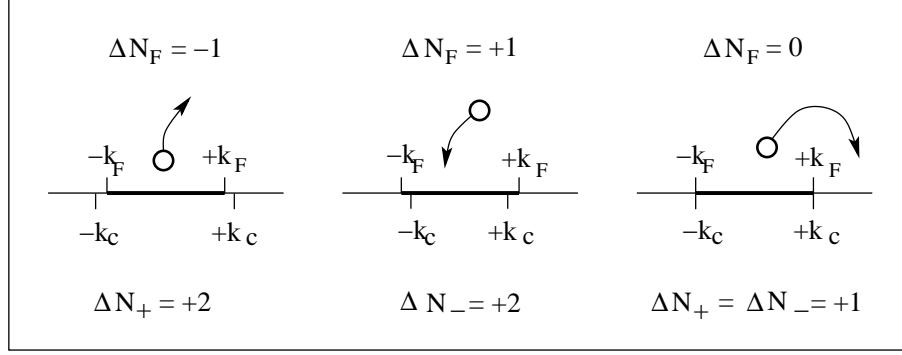 ΔN_F = −1 ΔN_F = +1 ΔN_F = 0
−k_F +k_F −k_F +k_F −k_F +k_F
−k_c +k_c −k_c +k_c −k_c +k_c
ΔN_+ = +2 ΔN_− = +2 ΔN_+ = ΔN_− = +1